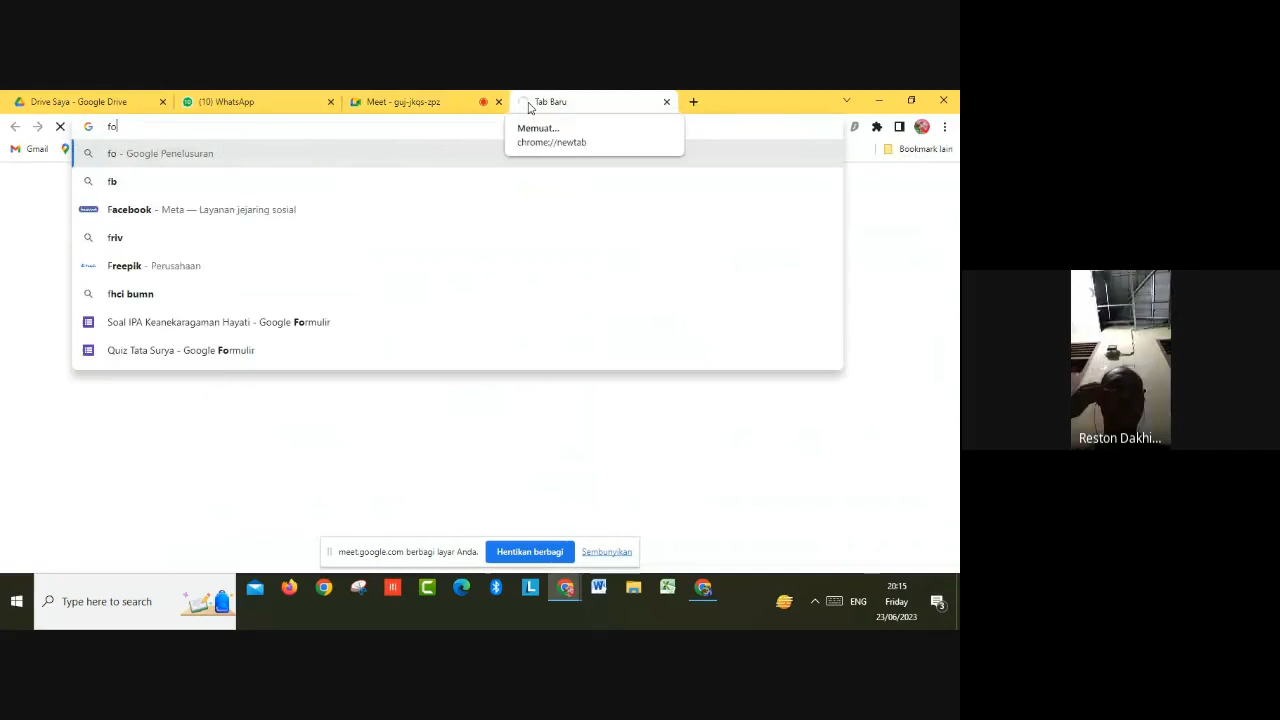 Drive Saya - Google Drive
(10) WhatsApp
Meet - guj-jkqs-zpz
Tab Baru
fo
Memuat...
chrome://newtab
Gmail
Bookmark lain
fo - Google Penelusuran
fb
Facebook - Meta — Layanan jejaring sosial
friv
Freepik - Perusahaan
fhci bumn
Soal IPA Keanekaragaman Hayati - Google Formulir
Quiz Tata Surya - Google Formulir
Reston Dakhi...
meet.google.com berbagi layar Anda.
Hentikan berbagi
Sembunyikan
Type here to search
ENG
20:15
Friday
23/06/2023
3